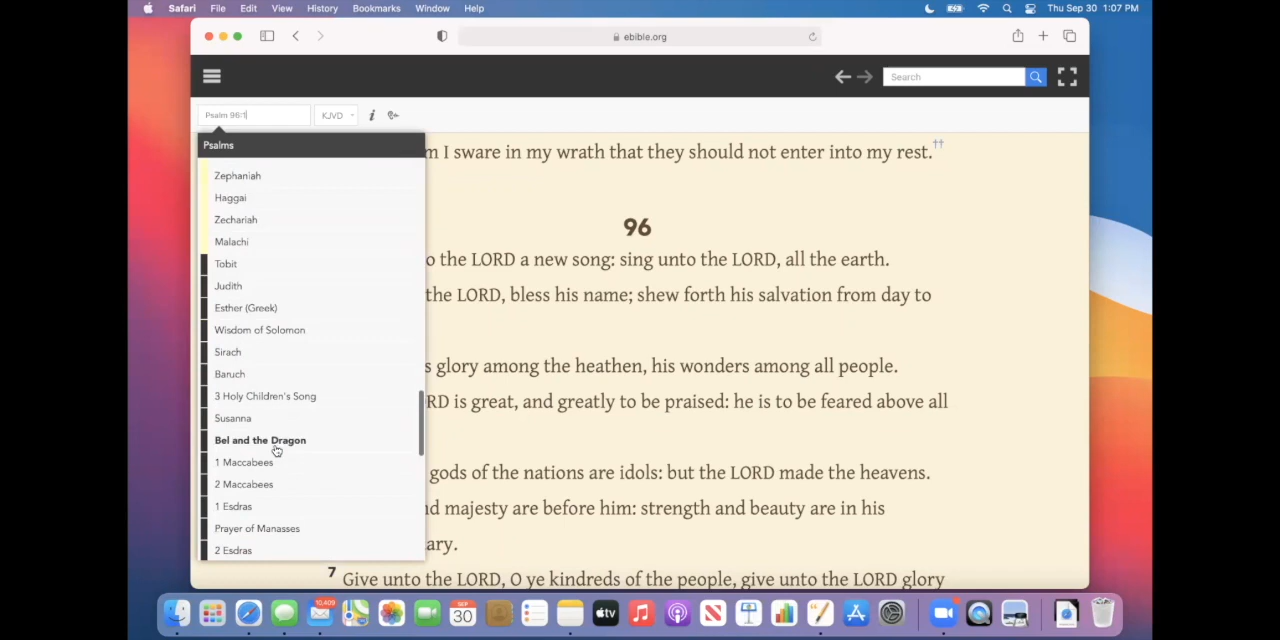 Safari File Edit View History Bookmarks Window Help Thu Sep 30 1:07 PM
ebible.org
Search
Psalm 96:1 KJVD i
Psalms
Zephaniah
Haggai
Zechariah
Malachi
Tobit
Judith
Esther (Greek)
Wisdom of Solomon
Sirach
Baruch
3 Holy Children's Song
Susanna
Bel and the Dragon
1 Maccabees
2 Maccabees
1 Esdras
Prayer of Manasses
2 Esdras
I sware in my wrath that they should not enter into my rest.††
96
the LORD a new song: sing unto the LORD, all the earth.
the LORD, bless his name; shew forth his salvation from day to
glory among the heathen, his wonders among all people.
RD is great, and greatly to be praised: he is to be feared above all
gods of the nations are idols: but the LORD made the heavens.
majesty are before him: strength and beauty are in his
ary.
7 Give unto the LORD, O ye kindreds of the people, give unto the LORD glory
10,409
SEP
30
tv